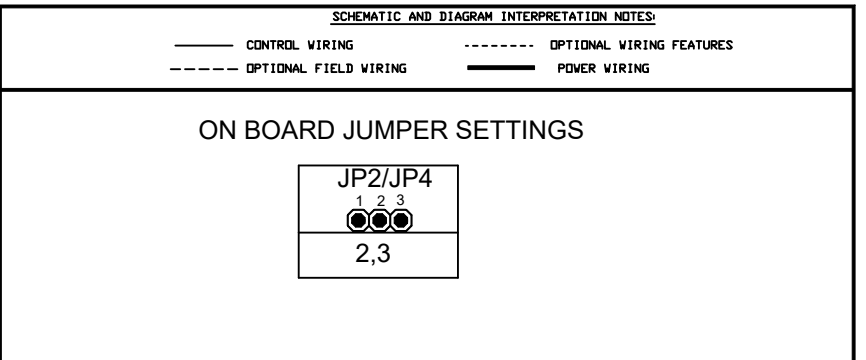 SCHEMATIC AND DIAGRAM INTERPRETATION NOTES:
CONTROL WIRING OPTIONAL WIRING FEATURES
OPTIONAL FIELD WIRING POWER WIRING
ON BOARD JUMPER SETTINGS
JP2/JP4
1 2 3
2,3